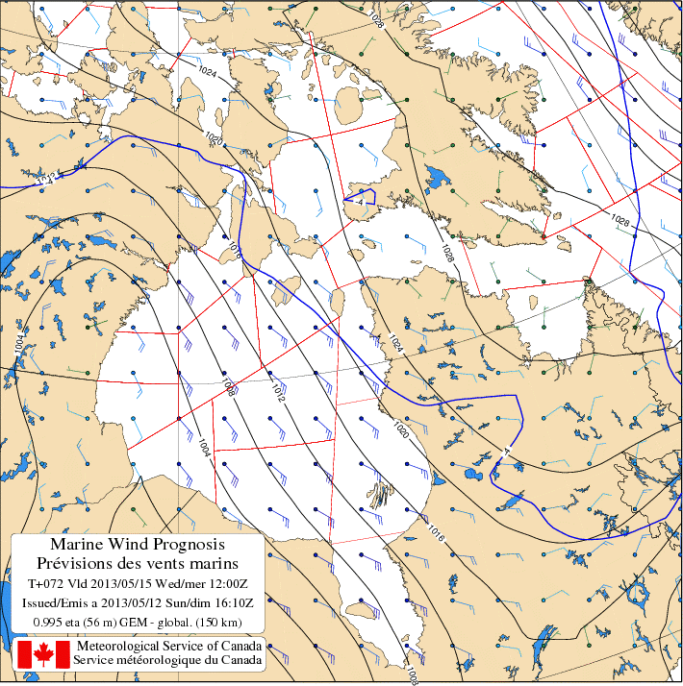 1028
1024
1020
-4
1016
1028
1028
1004
1024
1008
1012
1020
1004
-4
1016
Marine Wind Prognosis
Prévisions des vents marins
T+072 Vld 2013/05/15 Wed/mer 12:00Z
Issued/Emis a 2013/05/12 Sun/dim 16:10Z
0.995 eta (56 m) GEM - global. (150 km)
Meteorological Service of Canada
Service météorologique du Canada